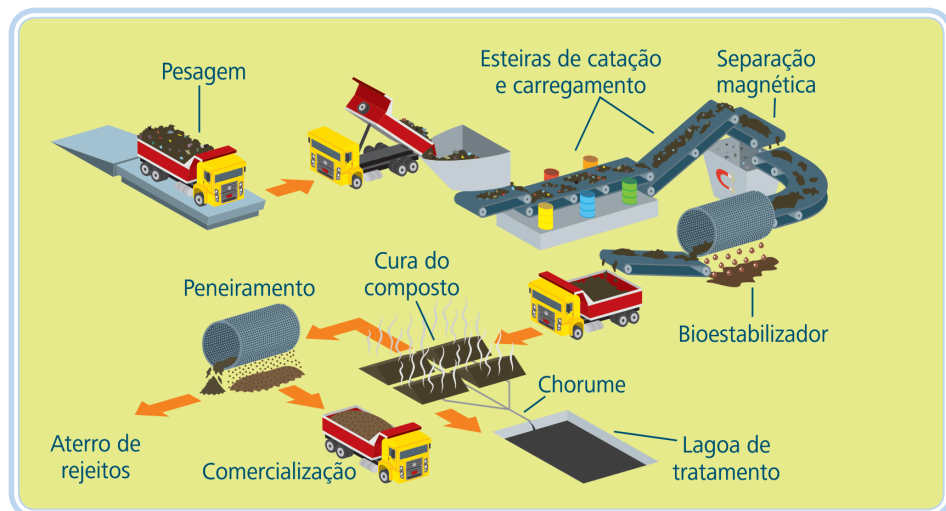 Pesagem
Esteiras de catação
e carregamento
Separação
magnética
Bioestabilizador
Cura do
composto
Peneiramento
Chorume
Lagoa de
tratamento
Aterro de
rejeitos
Comercialização